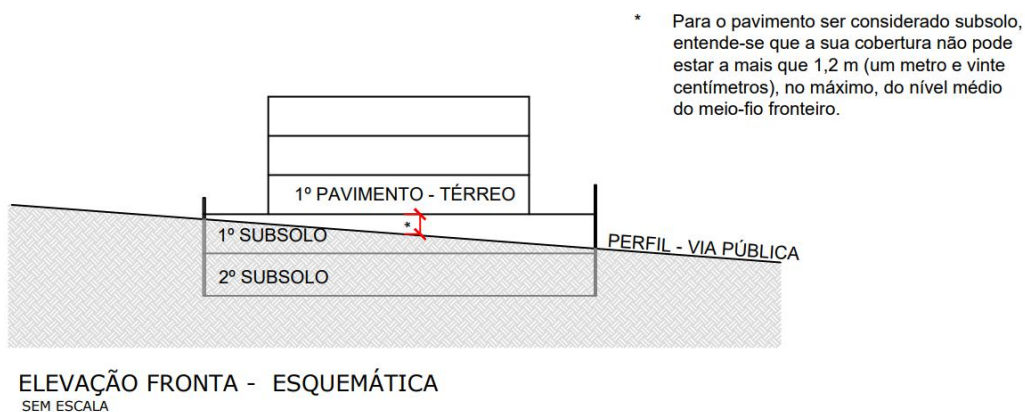 * Para o pavimento ser considerado subsolo,
entende-se que a sua cobertura não pode
estar a mais que 1,2 m (um metro e vinte
centímetros), no máximo, do nível médio
do meio-fio fronteiro.
1º PAVIMENTO - TÉRREO
*
1º SUBSOLO
PERFIL - VIA PÚBLICA
2º SUBSOLO
ELEVAÇÃO FRONTA - ESQUEMÁTICA
SEM ESCALA